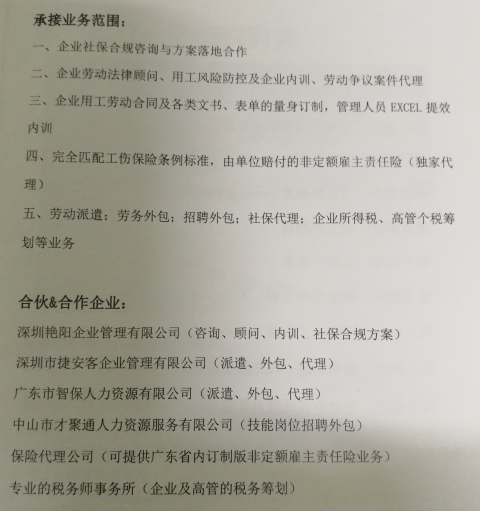 承接业务范围：
一、企业社保合规咨询与方案落地合作
二、企业劳动法律顾问、用工风险防控及企业内训、劳动争议案件代理
三、企业用工劳动合同及各类文书、表单的量身订制，管理人员 EXCEL 提效
内训
四、完全匹配工伤保险条例标准，由单位赔付的非定额雇主责任险（独家代
理）
五、劳动派遣；劳务外包；招聘外包；社保代理；企业所得税、高管个税筹
划等业务
合伙&合作企业：
深圳艳阳企业管理有限公司（咨询、顾问、内训、社保合规方案）
深圳市捷安客企业管理有限公司（派遣、外包、代理）
广东市智保人力资源有限公司（派遣、外包、代理）
中山市才聚通人力资源服务有限公司（技能岗位招聘外包）
保险代理公司（可提供广东省内订制版非定额雇主责任险业务）
专业的税务师事务所（企业及高管的税务筹划）